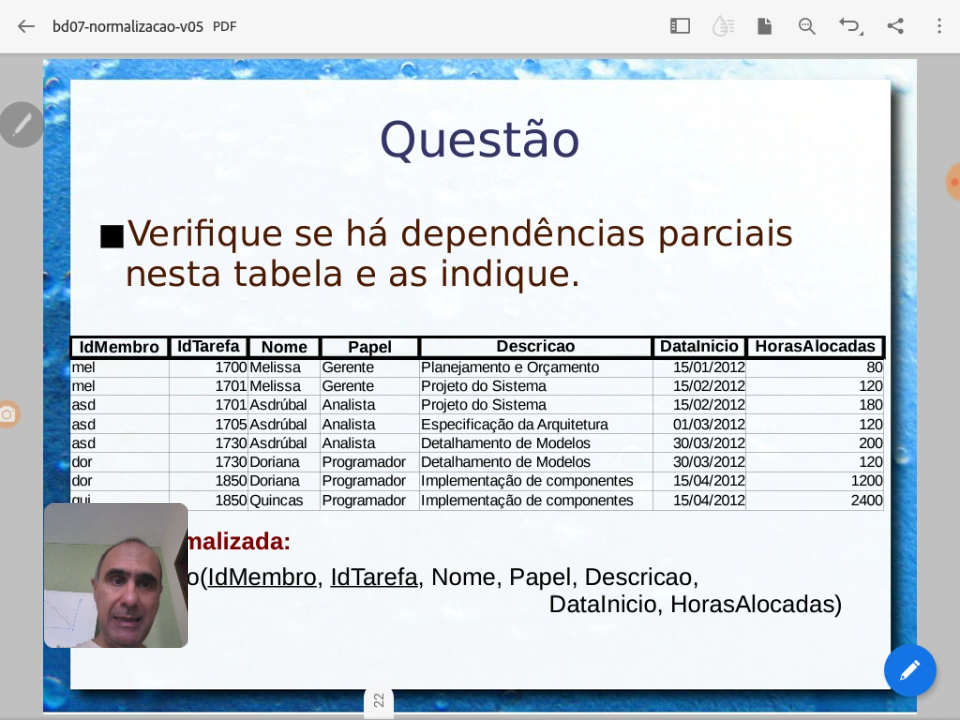 bd07-normalizacao-v05 PDF
Questão
Verifique se há dependências parciais
nesta tabela e as indique.
IdMembro IdTarefa Nome Papel Descricao DataInicio HorasAlocadas
mel 1700 Melissa Gerente Planejamento e Orçamento 15/01/2012 80
mel 1701 Melissa Gerente Projeto do Sistema 15/02/2012 120
asd 1701 Asdrúbal Analista Projeto do Sistema 15/02/2012 180
asd 1705 Asdrúbal Analista Especificação da Arquitetura 01/03/2012 120
asd 1730 Asdrúbal Analista Detalhamento de Modelos 30/03/2012 200
dor 1730 Doriana Programador Detalhamento de Modelos 30/03/2012 120
dor 1850 Doriana Programador Implementação de componentes 15/04/2012 1200
qui 1850 Quincas Programador Implementação de componentes 15/04/2012 2400
malizada:
o(IdMembro, IdTarefa, Nome, Papel, Descricao,
DataInicio, HorasAlocadas)
22